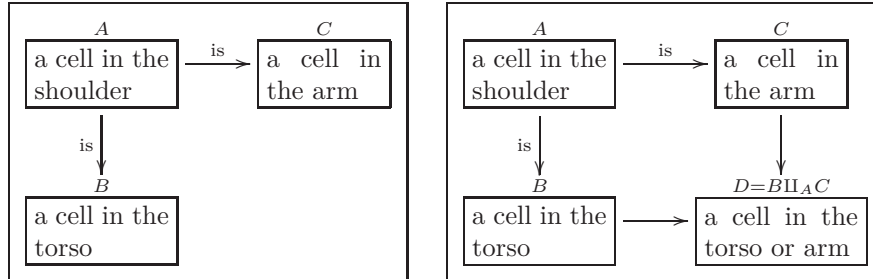 A
C
a cell in the
shoulder
is
a cell in
the arm
is
B
a cell in the
torso
A
C
a cell in the
shoulder
is
a cell in
the arm
is
B
D=B⨿_A C
a cell in the
torso
a cell in the
torso or arm